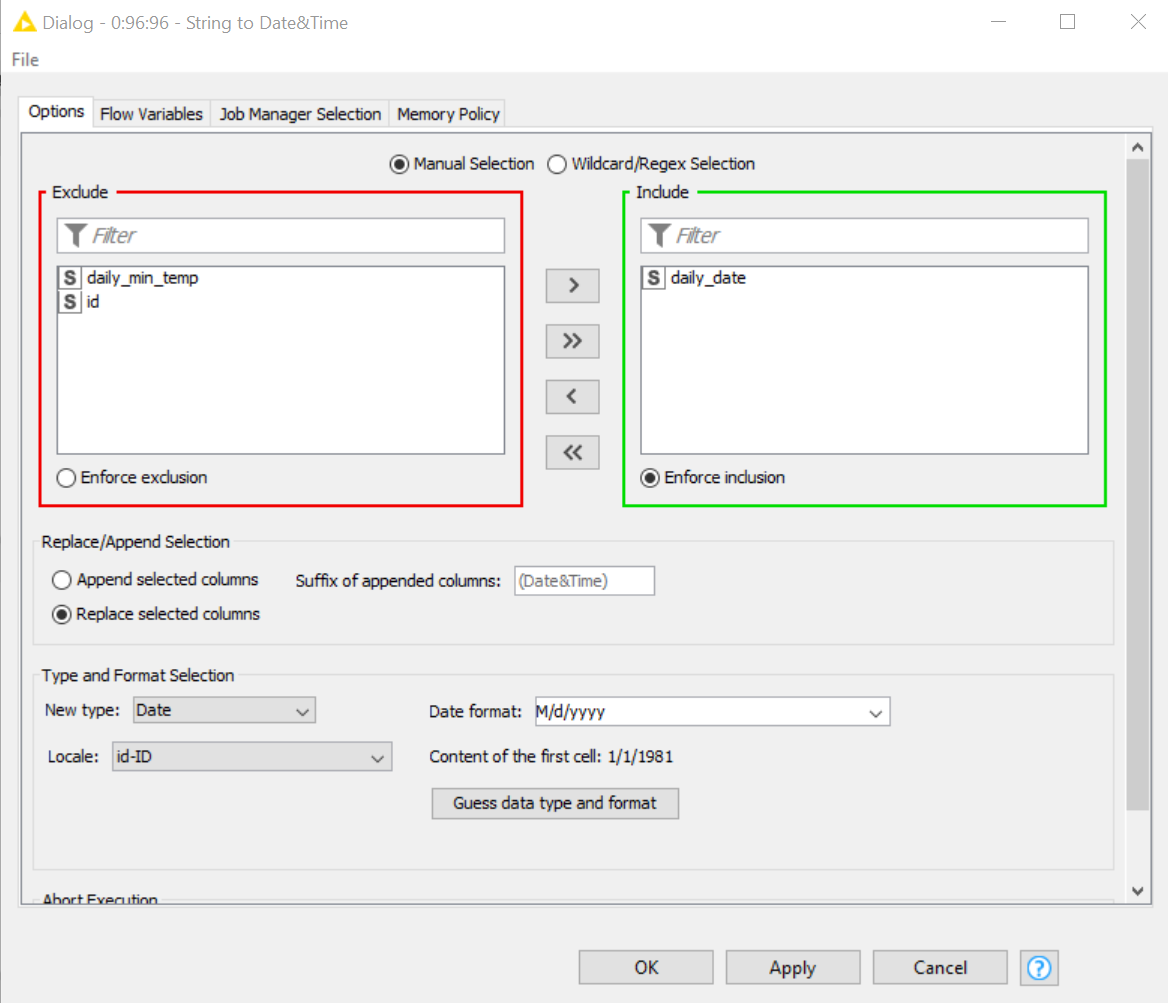 Dialog - 0:96:96 - String to Date&Time
File
Options Flow Variables Job Manager Selection Memory Policy
Manual Selection Wildcard/Regex Selection
Exclude Include
Filter Filter
S daily_min_temp S daily_date
S id
>
>>
<
<<
Enforce exclusion Enforce inclusion
Replace/Append Selection
Append selected columns Suffix of appended columns: (Date&Time)
Replace selected columns
Type and Format Selection
New type: Date Date format: M/d/yyyy
Locale: id-ID Content of the first cell: 1/1/1981
Guess data type and format
Abort Execution
OK Apply Cancel ?